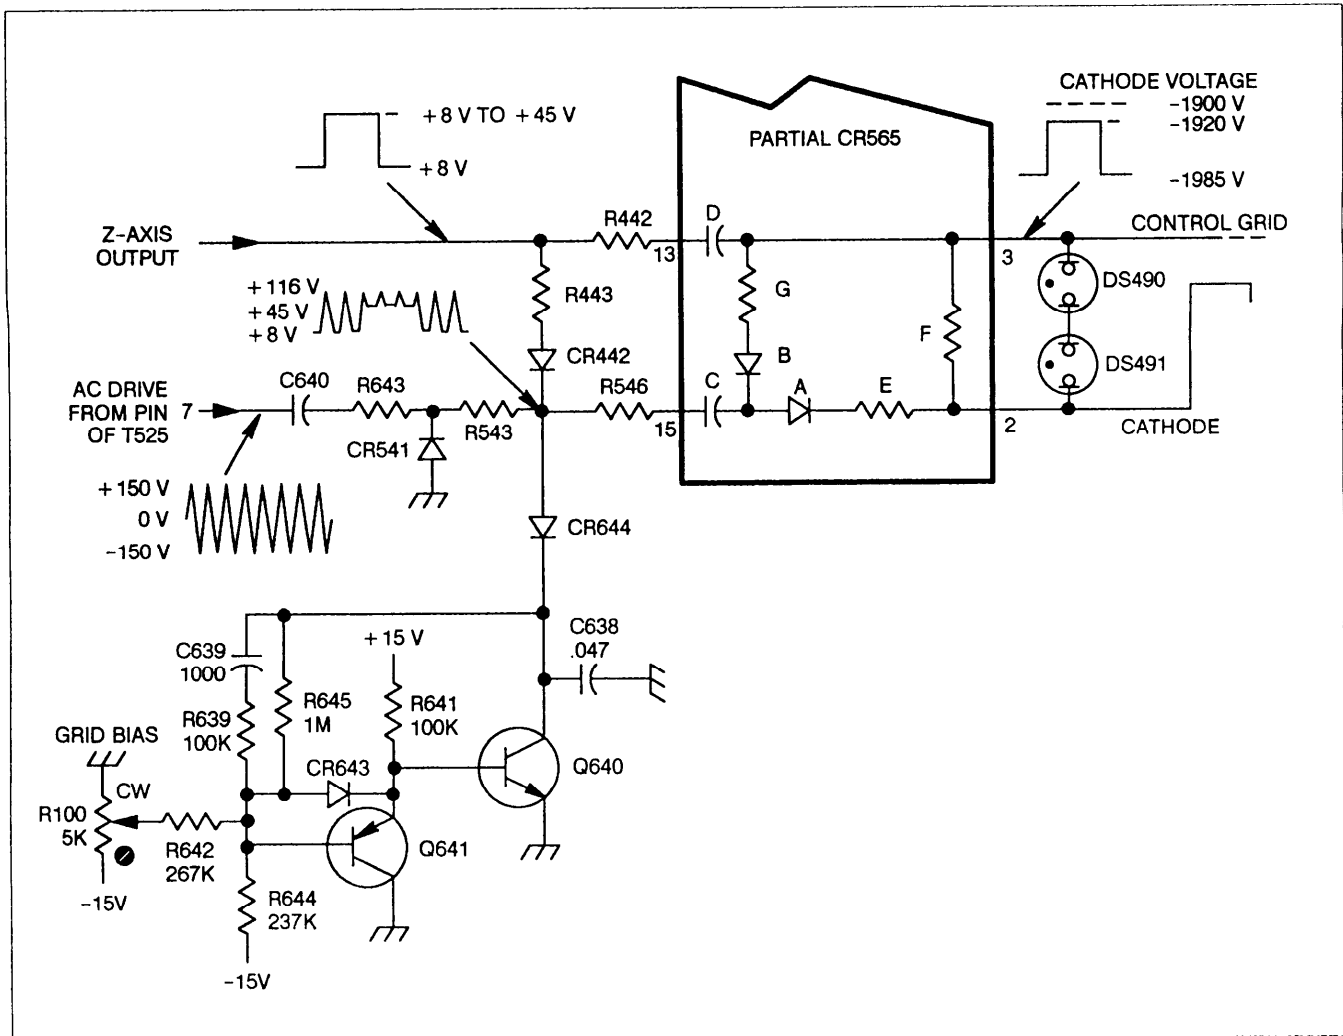 CATHODE VOLTAGE
-1900 V
-1920 V
-1985 V
+8 V TO +45 V
+8 V
PARTIAL CR565
Z-AXIS
OUTPUT
R442
D
13
3
CONTROL GRID
+116 V
+45 V
+8 V
R443
G
F
DS490
CR442
B
DS491
AC DRIVE
FROM PIN 7
OF T525
C640
R643
R543
R546
C
A
E
15
2
CATHODE
CR541
+150 V
0 V
-150 V
CR644
C639
1000
+15 V
C638
.047
R639
100K
R645
1M
R641
100K
GRID BIAS
CW
R100
5K
CR643
Q640
R642
267K
Q641
-15V
R644
237K
-15V